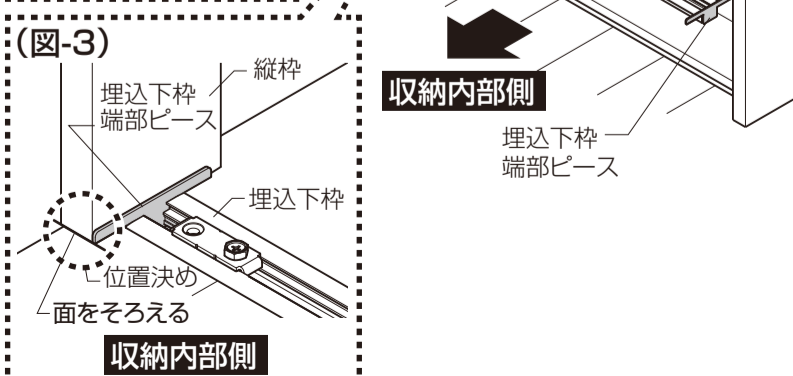 (図-3)
縦枠
埋込下枠
端部ピース
埋込下枠
位置決め
面をそろえる
収納内部側
収納内部側
埋込下枠
端部ピース